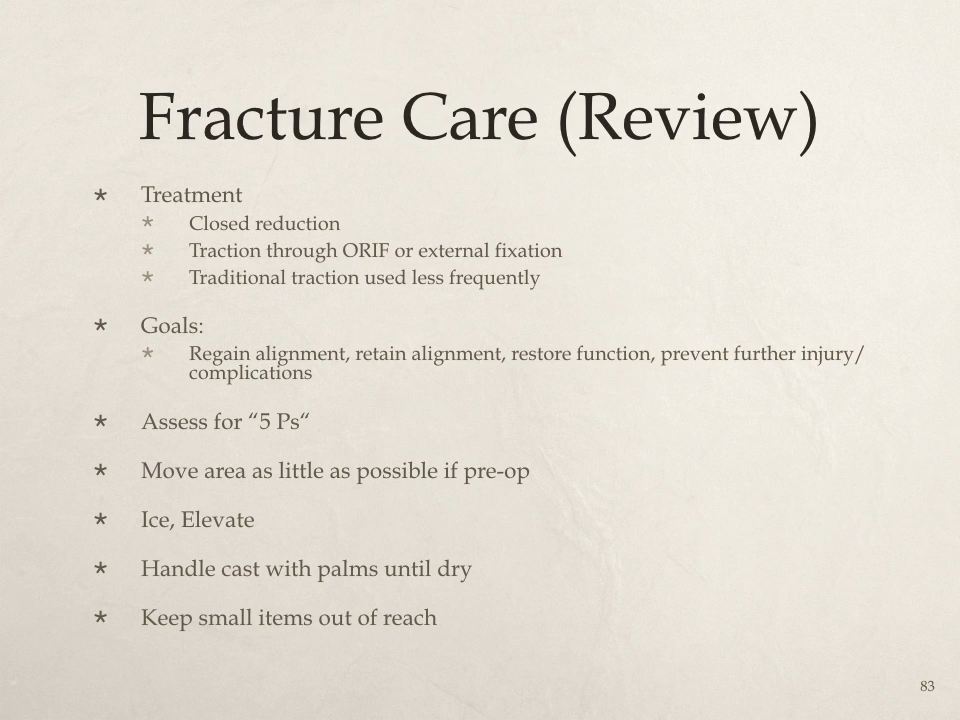 Fracture Care (Review)
* Treatment
* Closed reduction
* Traction through ORIF or external fixation
* Traditional traction used less frequently
* Goals:
* Regain alignment, retain alignment, restore function, prevent further injury/
complications
* Assess for “5 Ps“
* Move area as little as possible if pre-op
* Ice, Elevate
* Handle cast with palms until dry
* Keep small items out of reach
83